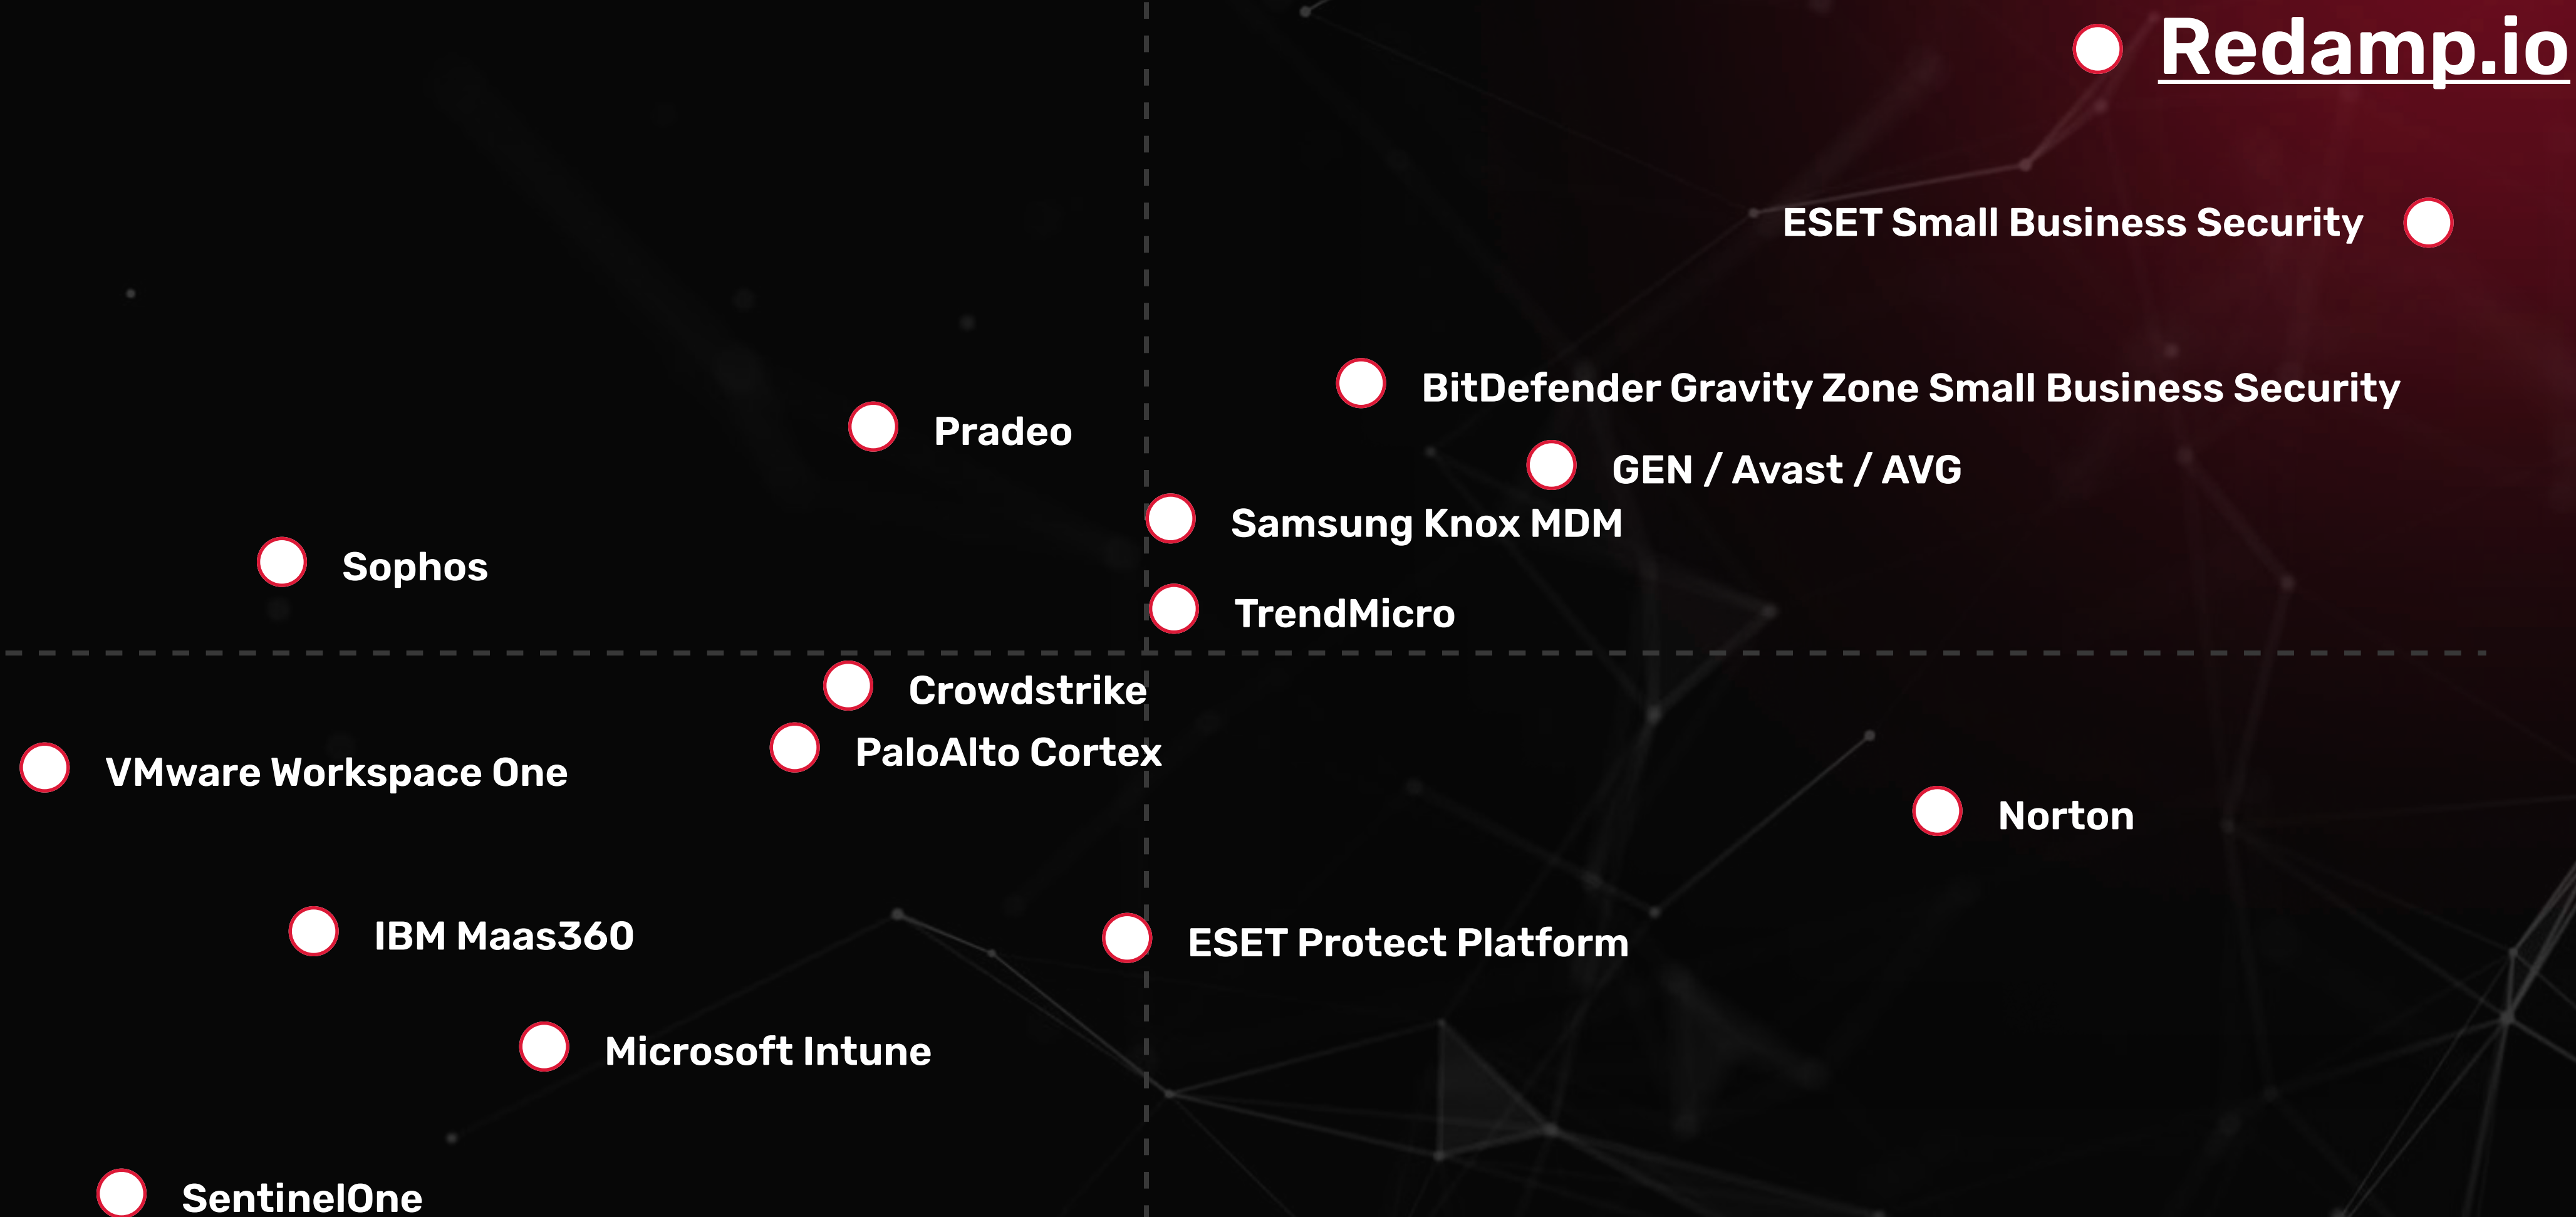 Redamp.io
ESET Small Business Security
BitDefender Gravity Zone Small Business Security
Pradeo
GEN / Avast / AVG
Samsung Knox MDM
Sophos
TrendMicro
Crowdstrike
PaloAlto Cortex
VMware Workspace One
Norton
IBM Maas360
ESET Protect Platform
Microsoft Intune
SentinelOne